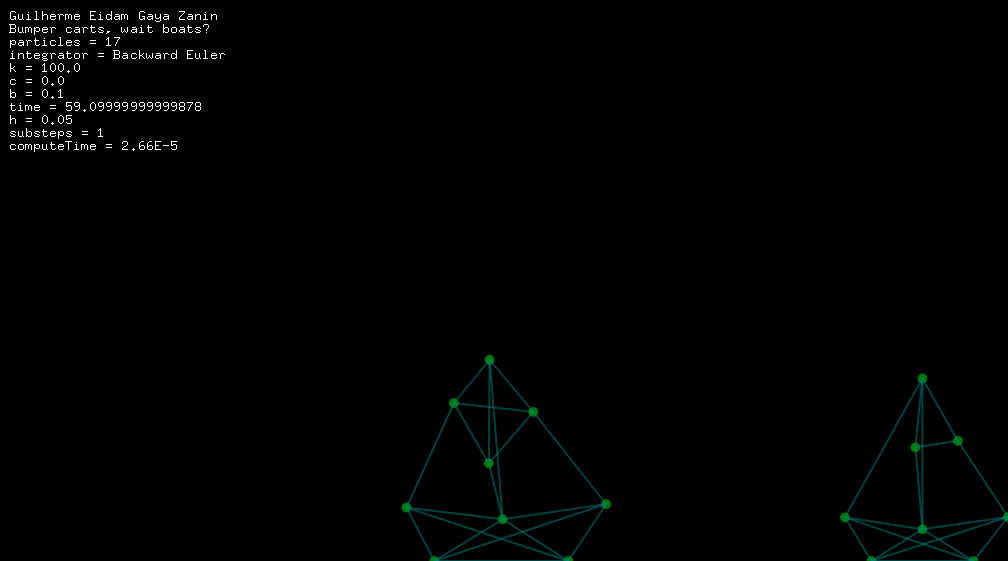 Guilherme Eidam Gaya Zanin
Bumper carts, wait boats?
particles = 17
integrator = Backward Euler
k = 100.0
c = 0.0
b = 0.1
time = 59.09999999999878
h = 0.05
substeps = 1
computeTime = 2.66E-5